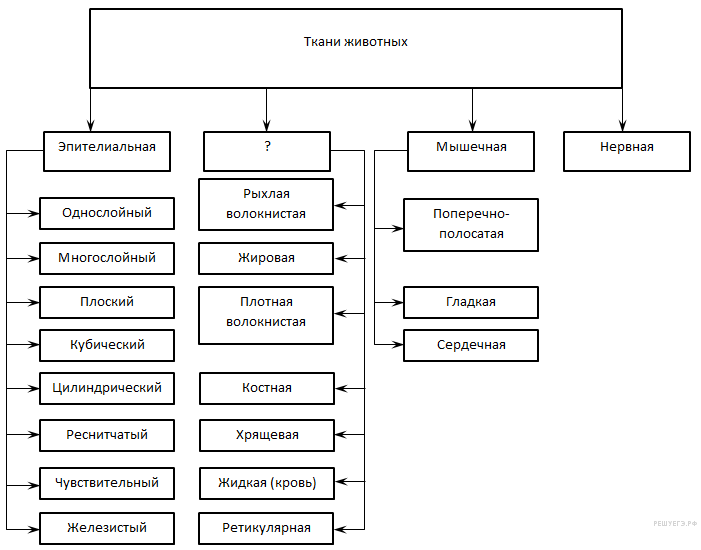 Ткани животных
Эпителиальная
?
Мышечная
Нервная
Однослойный
Многослойный
Плоский
Кубический
Цилиндрический
Реснитчатый
Чувствительный
Железистый
Рыхлая
волокнистая
Жировая
Плотная
волокнистая
Костная
Хрящевая
Жидкая (кровь)
Ретикулярная
Поперечно-
полосатая
Гладкая
Сердечная
РЕШУЕГЭ.РФ